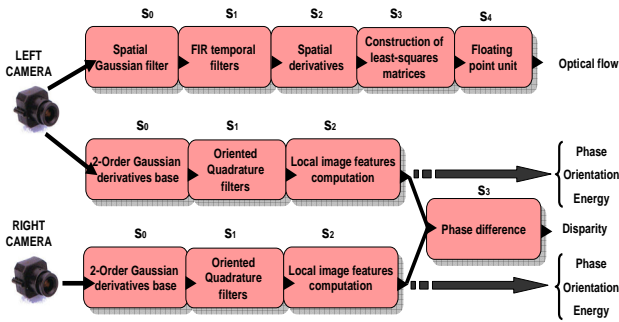 S0 S1 S2 S3 S4
LEFT
CAMERA
Spatial
Gaussian filter
FIR temporal
filters
Spatial
derivatives
Construction of
least-squares
matrices
Floating
point unit
Optical flow
S0 S1 S2
2-Order Gaussian
derivatives base
Oriented
Quadrature
filters
Local image features
computation
Phase
Orientation
Energy
S3
Phase difference
Disparity
RIGHT
CAMERA
S0 S1 S2
2-Order Gaussian
derivatives base
Oriented
Quadrature
filters
Local image features
computation
Phase
Orientation
Energy